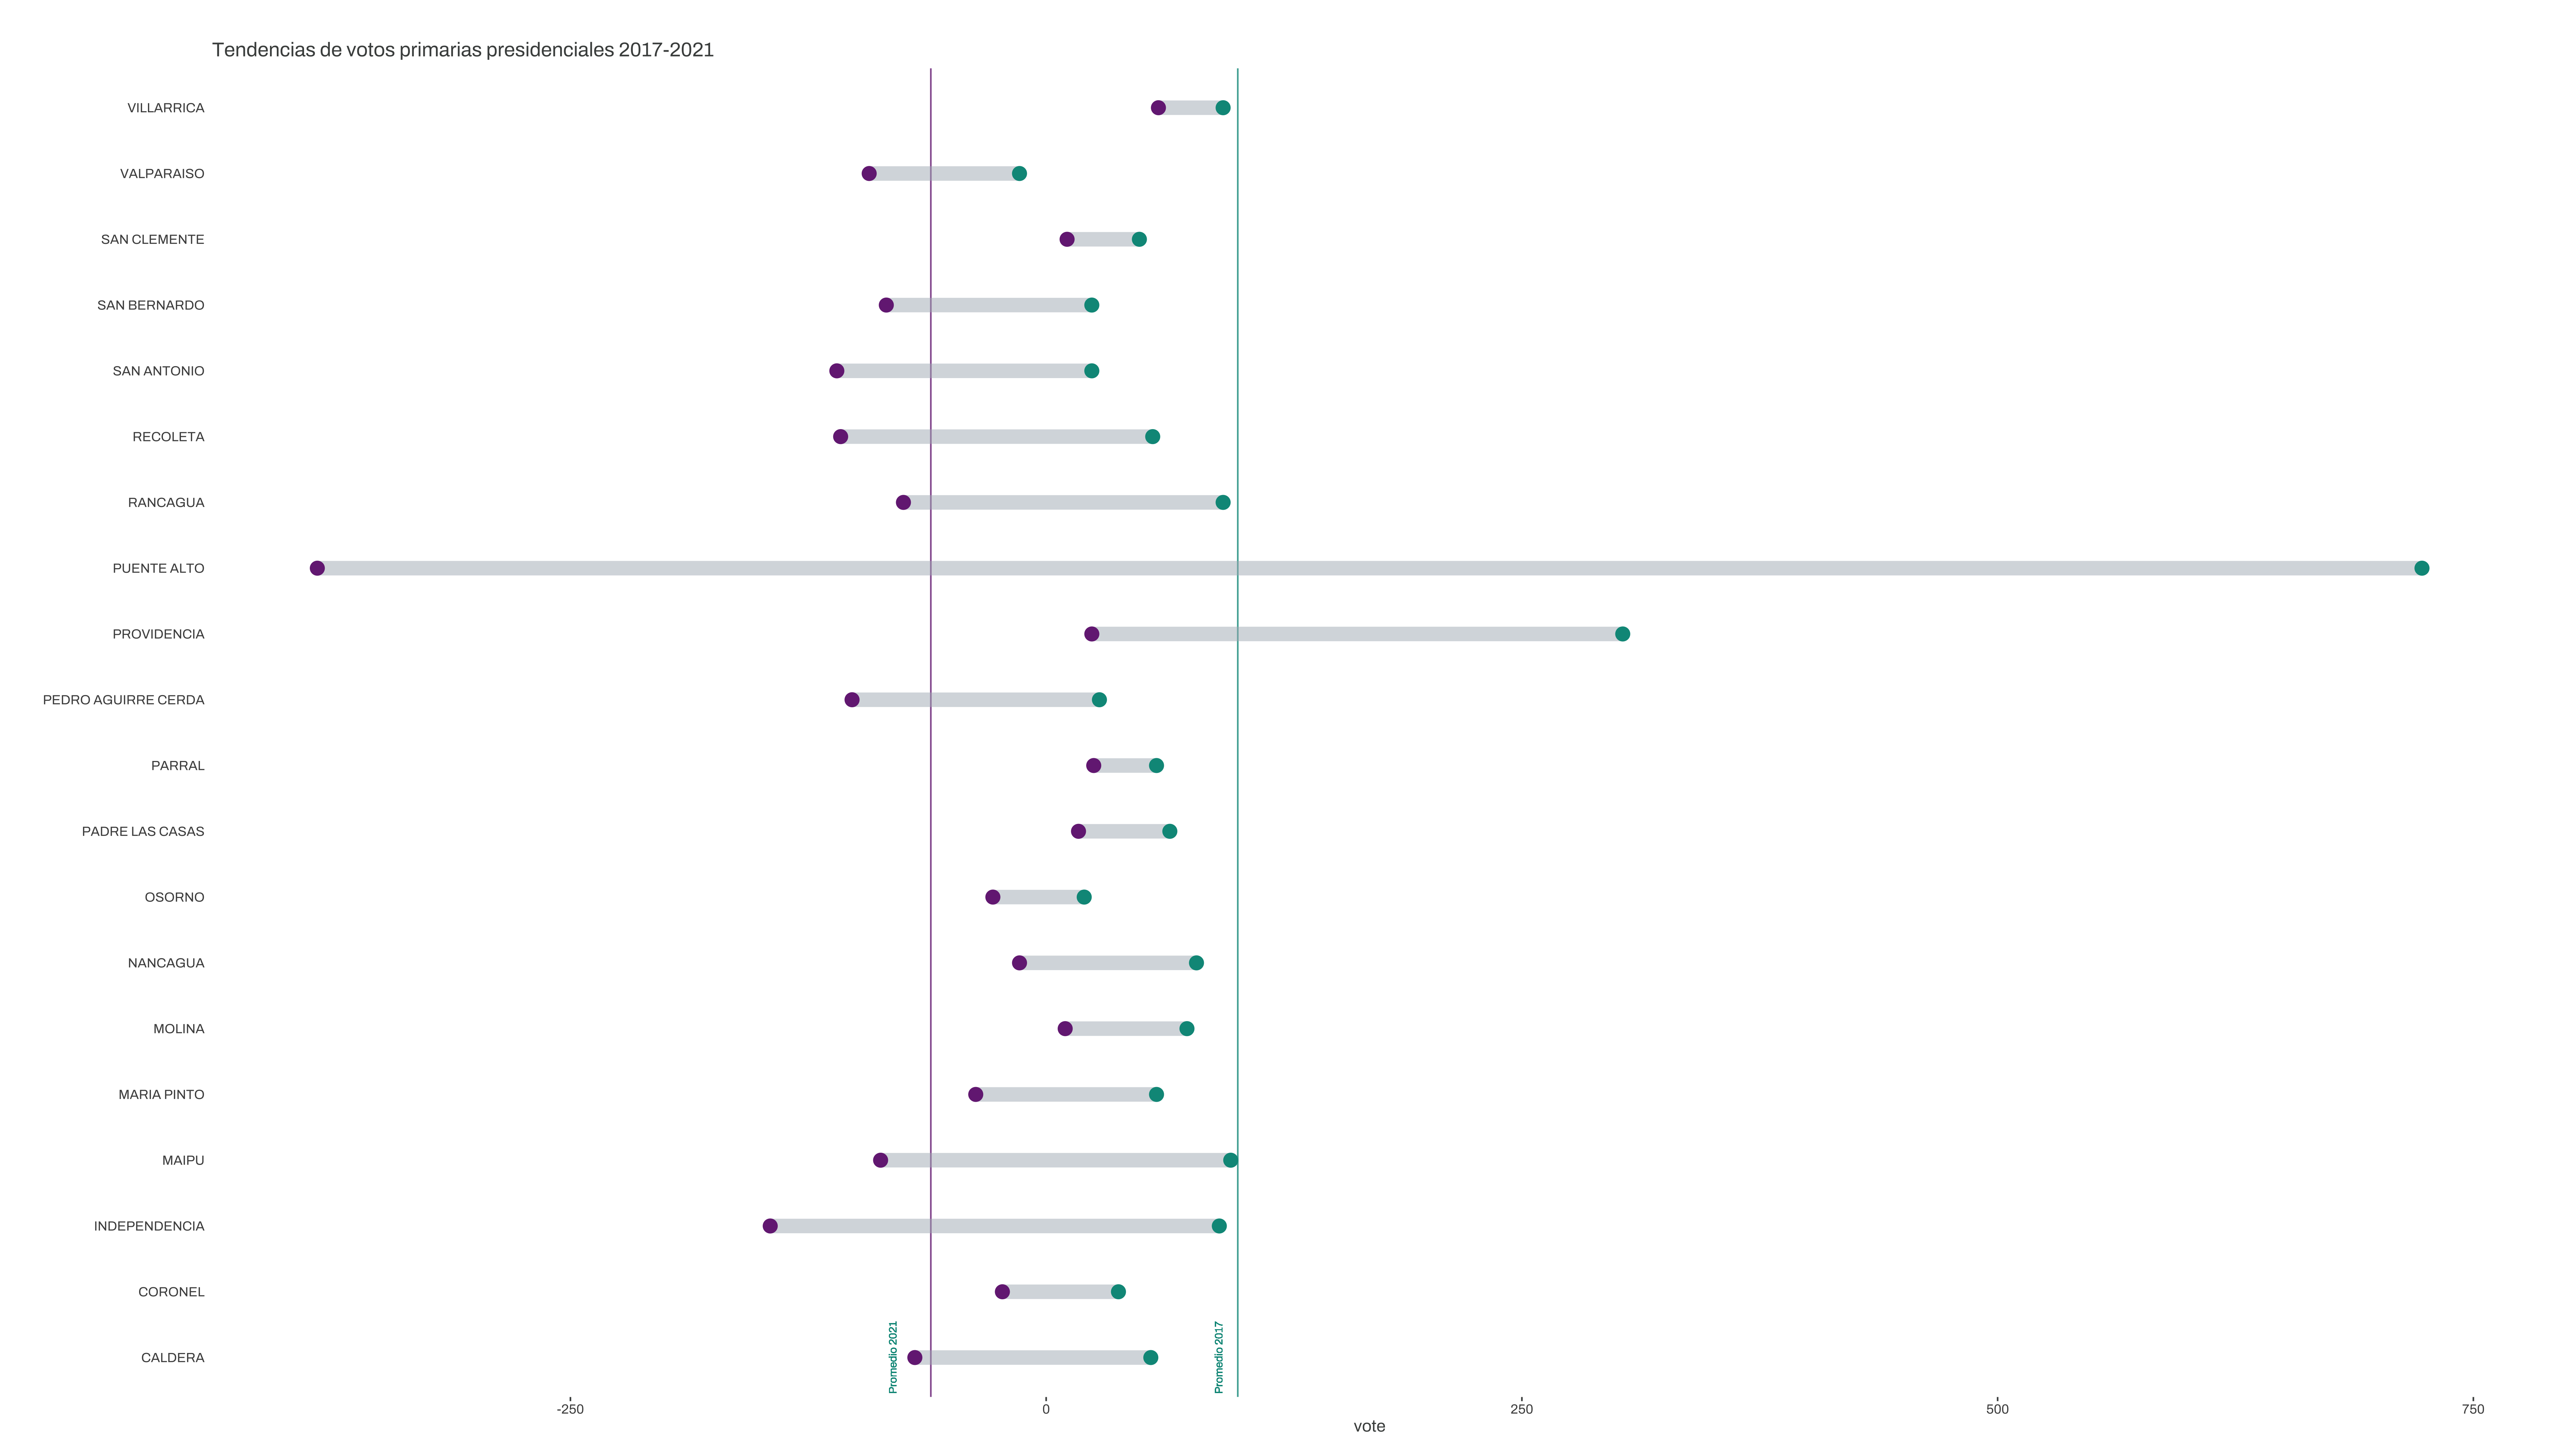 Tendencias de votos primarias presidenciales 2017-2021
VILLARRICA
VALPARAISO
SAN CLEMENTE
SAN BERNARDO
SAN ANTONIO
RECOLETA
RANCAGUA
PUENTE ALTO
PROVIDENCIA
PEDRO AGUIRRE CERDA
PARRAL
PADRE LAS CASAS
OSORNO
NANCAGUA
MOLINA
MARIA PINTO
MAIPU
INDEPENDENCIA
CORONEL
CALDERA
Promedio 2021
Promedio 2017
-250 0 250 500 750
vote